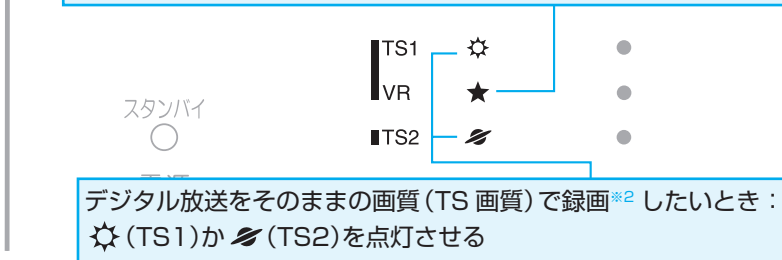 TS1
VR
スタンバイ
TS2
デジタル放送をそのままの画質(TS 画質)で録画※2 したいとき：
(TS1)か (TS2)を点灯させる